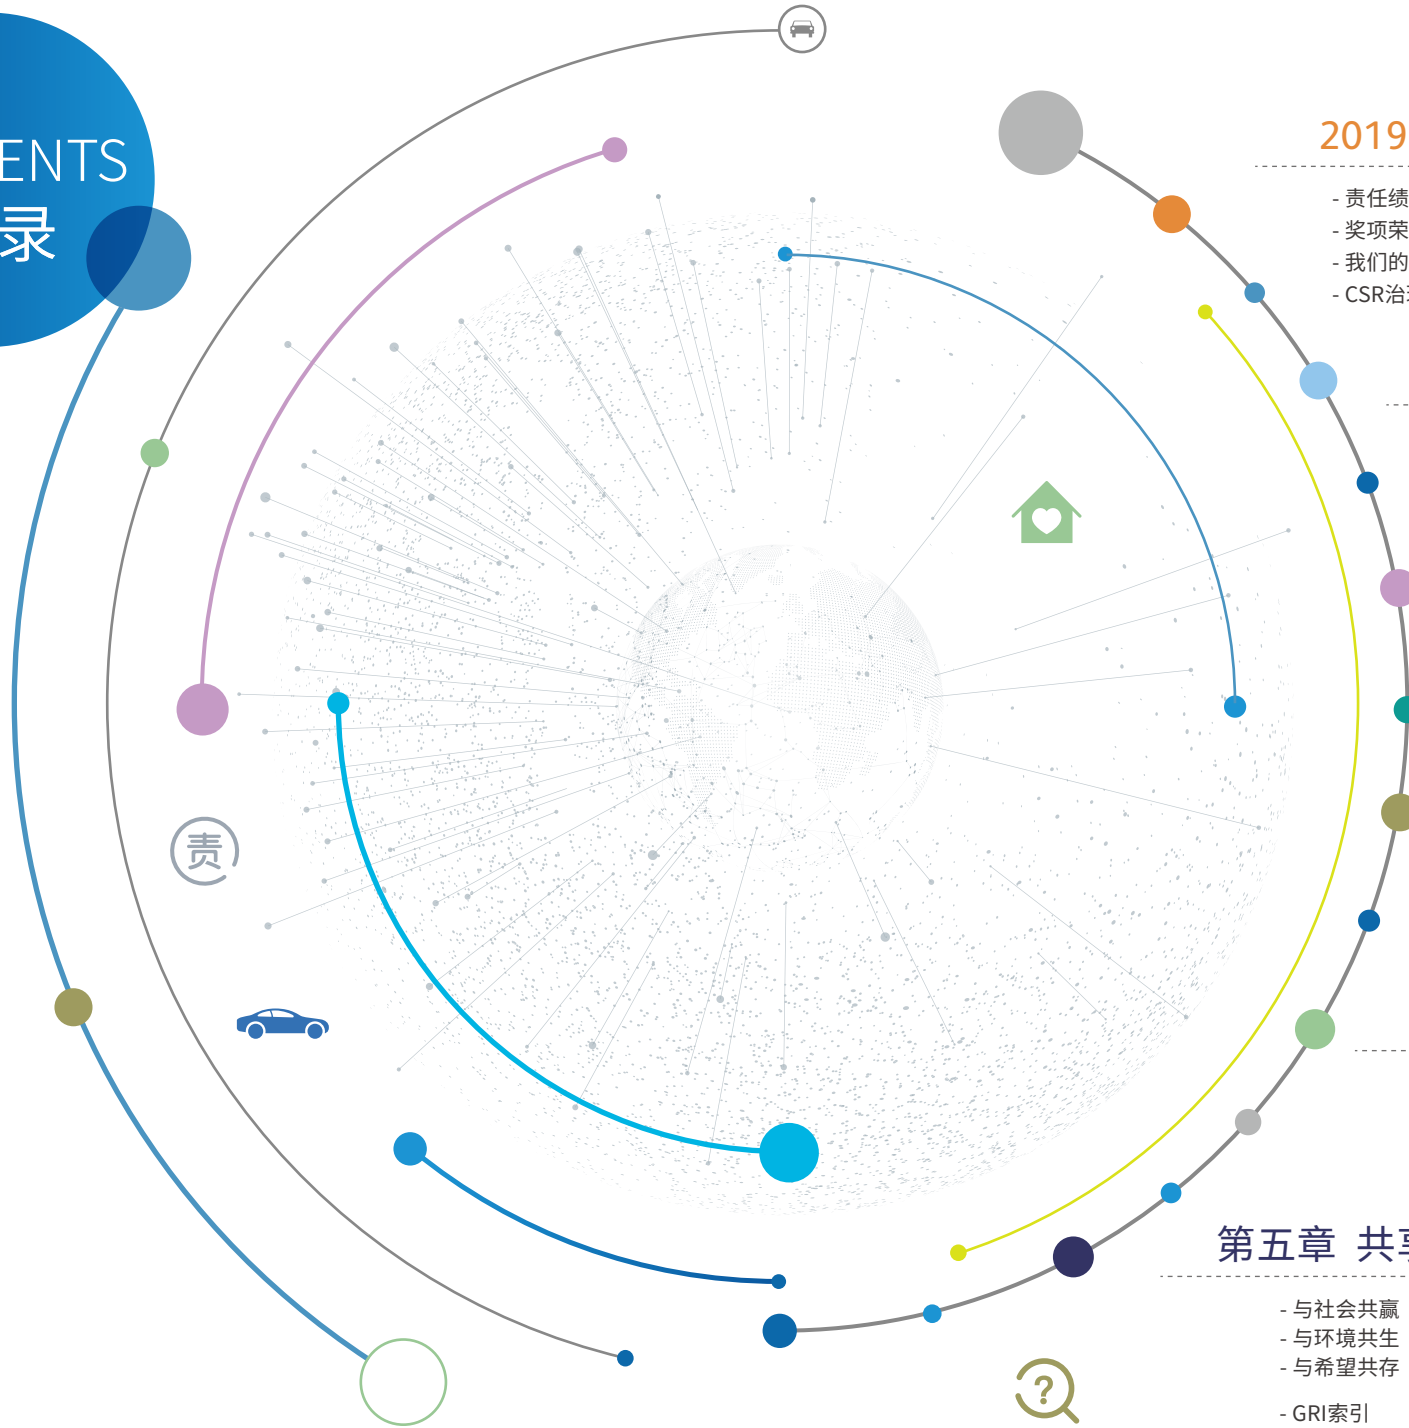 ENTS
录
2019
- 责任绩
- 奖项荣
- 我们的
- CSR治
责
第五章 共享
- 与社会共赢
- 与环境共生
- 与希望共存
- GRI索引